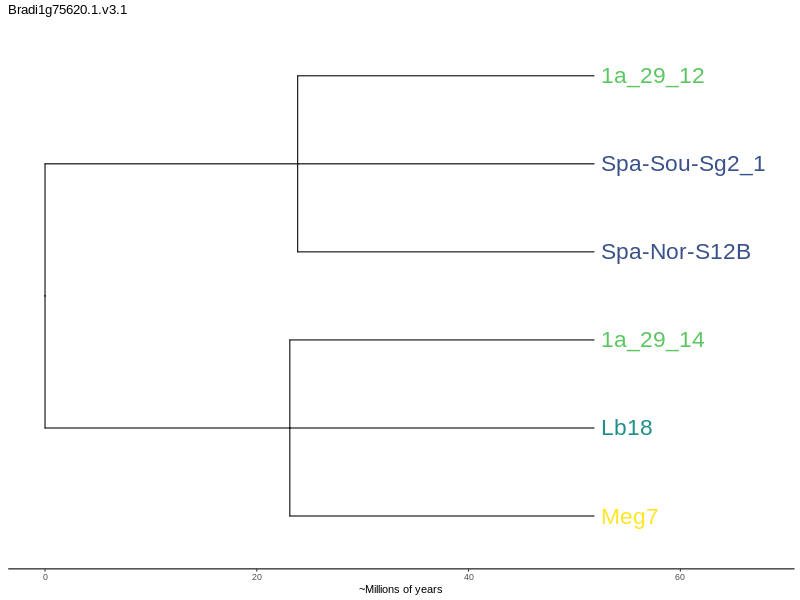 Bradi1g75620.1.v3.1
1a_29_12
Spa-Sou-Sg2_1
Spa-Nor-S12B
1a_29_14
Lb18
Meg7
0 20 40 60
~Millions of years